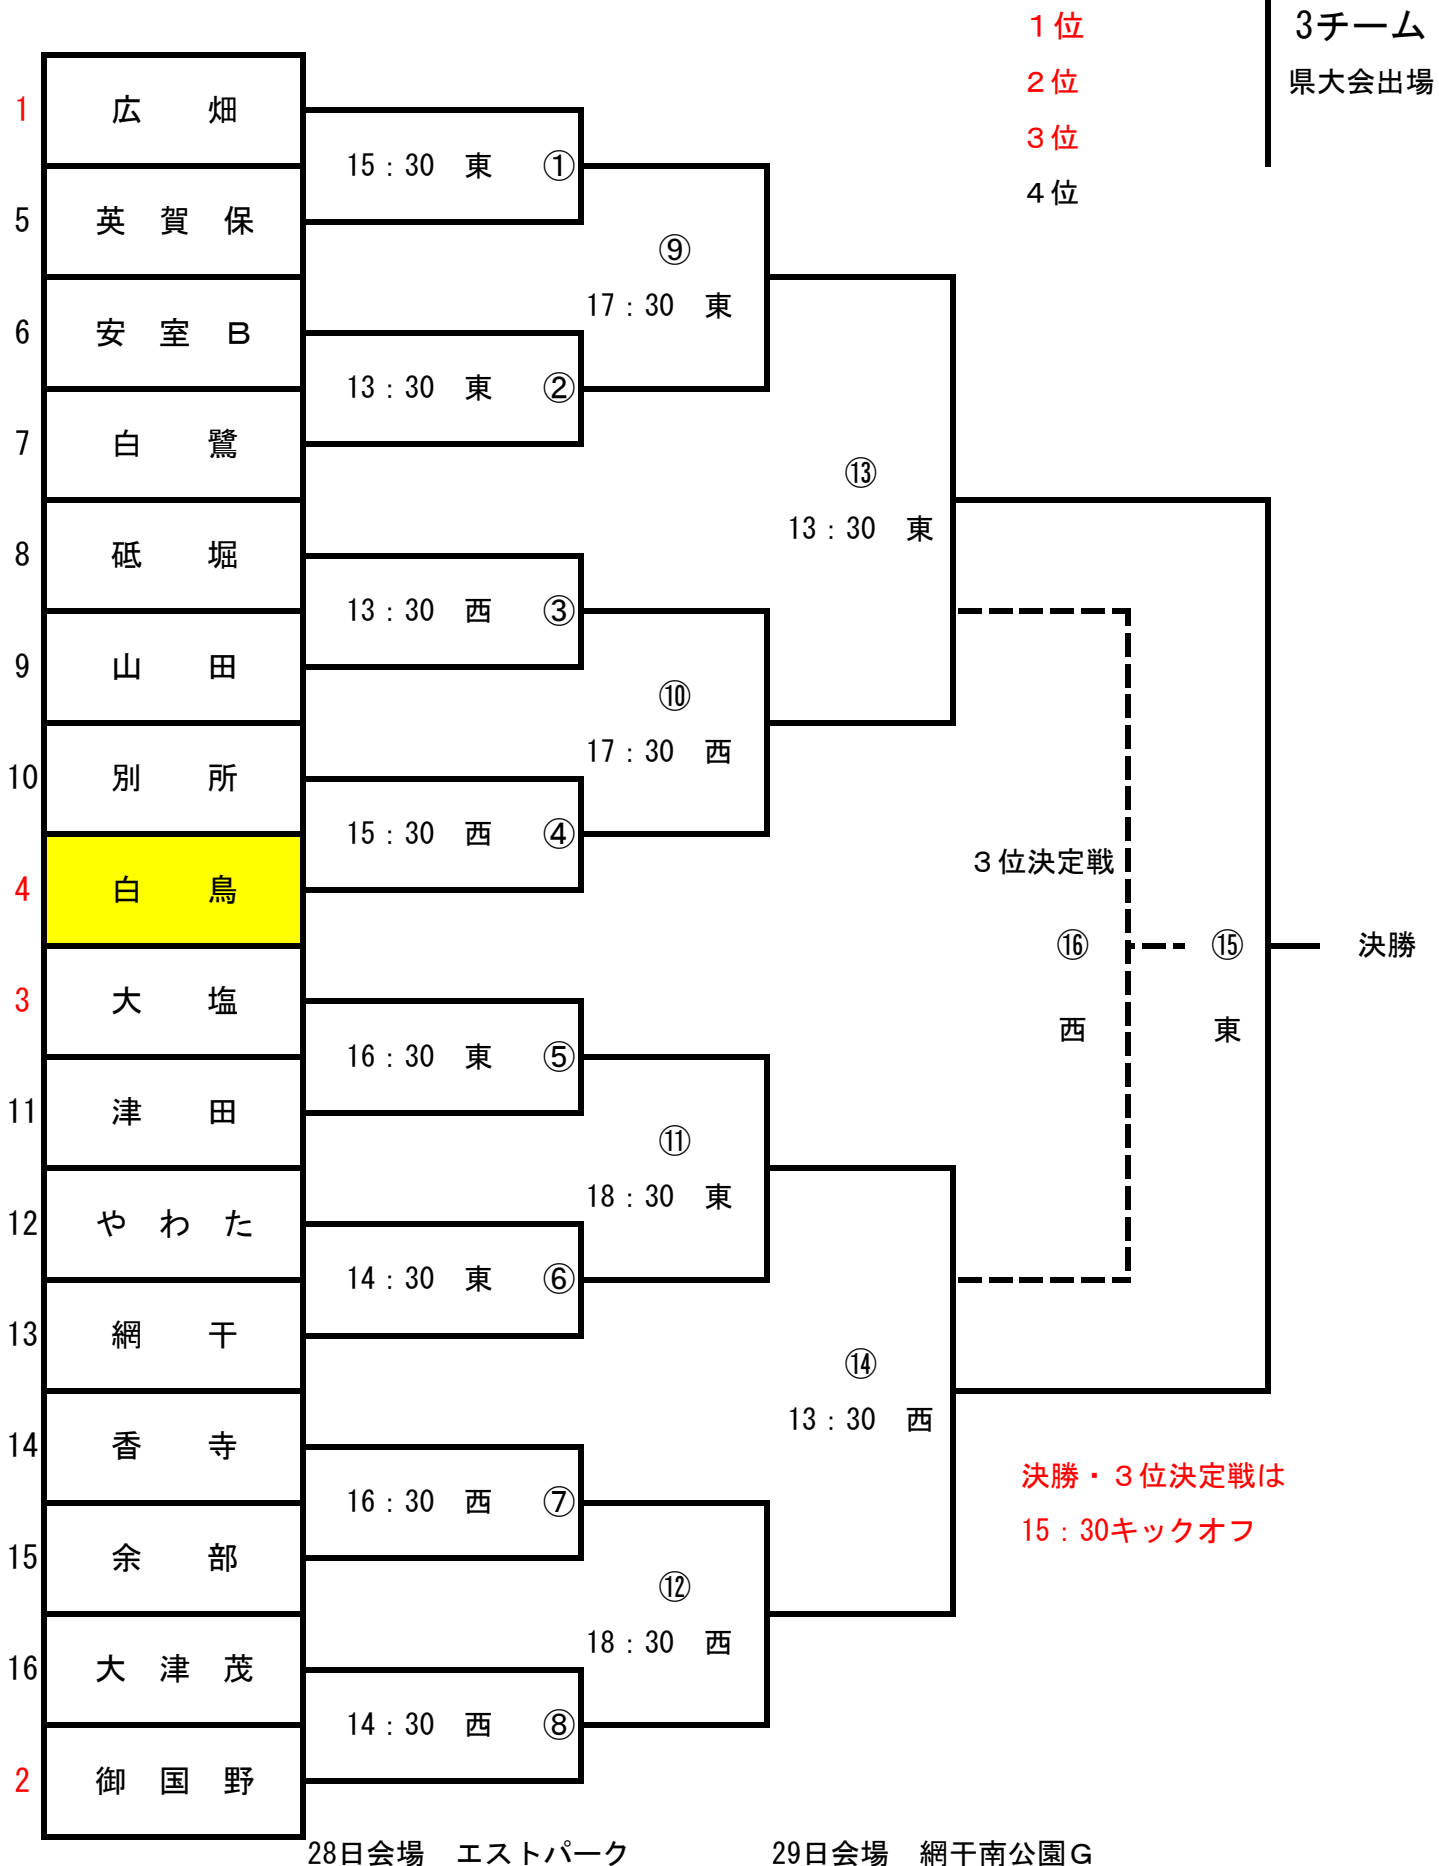 １位
3チーム
２位
県大会出場
３位
４位
1 広　畑
15：30　東　①
5 英　賀　保
⑨
17：30　東
6 安　室　Ｂ
13：30　東　②
7 白　鷺
⑬
13：30　東
8 砥　堀
13：30　西　③
9 山　田
⑩
17：30　西
10 別　所
15：30　西　④
4 白　鳥
３位決定戦
⑯
西
⑮
東
決勝
3 大　塩
16：30　東　⑤
11 津　田
⑪
18：30　東
12 や　わ　た
14：30　東　⑥
13 網　干
⑭
13：30　西
14 香　寺
16：30　西　⑦
15 余　部
決勝・３位決定戦は
15：30キックオフ
⑫
18：30　西
16 大　津　茂
14：30　西　⑧
2 御　国　野
28日会場　エストパーク　29日会場　網干南公園Ｇ